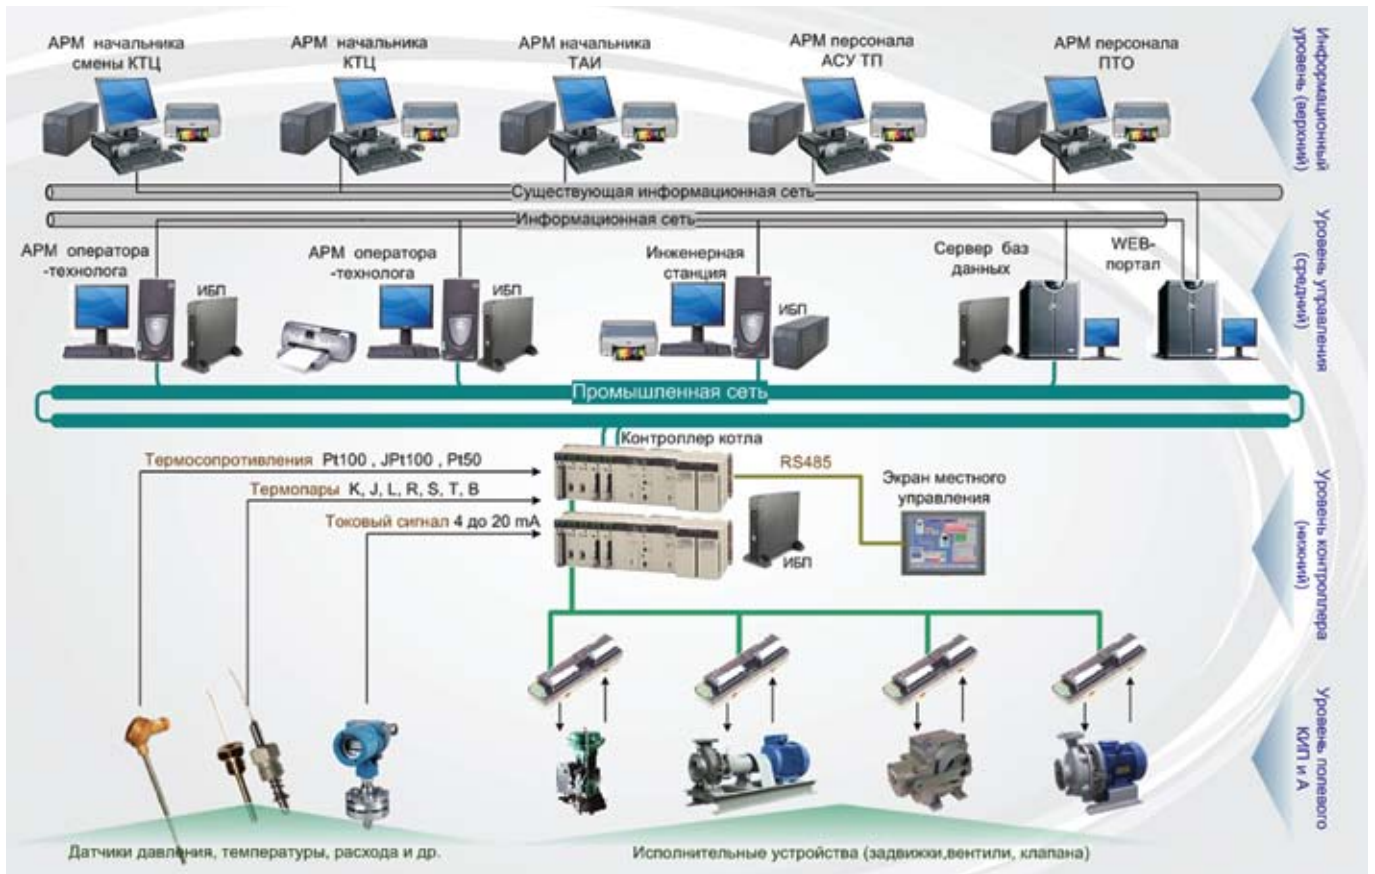 АРМ начальника
смены КТЦ
АРМ начальника
КТЦ
АРМ начальника
ТАИ
АРМ персонала
АСУ ТП
АРМ персонала
ПТО
Информационный
уровень (верхний)
Существующая информационная сеть
Информационная сеть
АРМ оператора
-технолога
ИБП
АРМ оператора
-технолога
ИБП
Инженерная
станция
ИБП
Сервер баз
данных
WEB-
портал
Уровень управления
(средний)
Промышленная сеть
Контроллер котла
Термосопротивления Pt100 , JPt100 , Pt50
Термопары K, J, L, R, S, T, B
Токовый сигнал 4 до 20 mA
RS485
Экран местного
управления
ИБП
Уровень контроллера
(нижний)
Уровень полевого
КИП и А
Датчики давления, температуры, расхода и др.
Исполнительные устройства (задвижки,вентили, клапана)